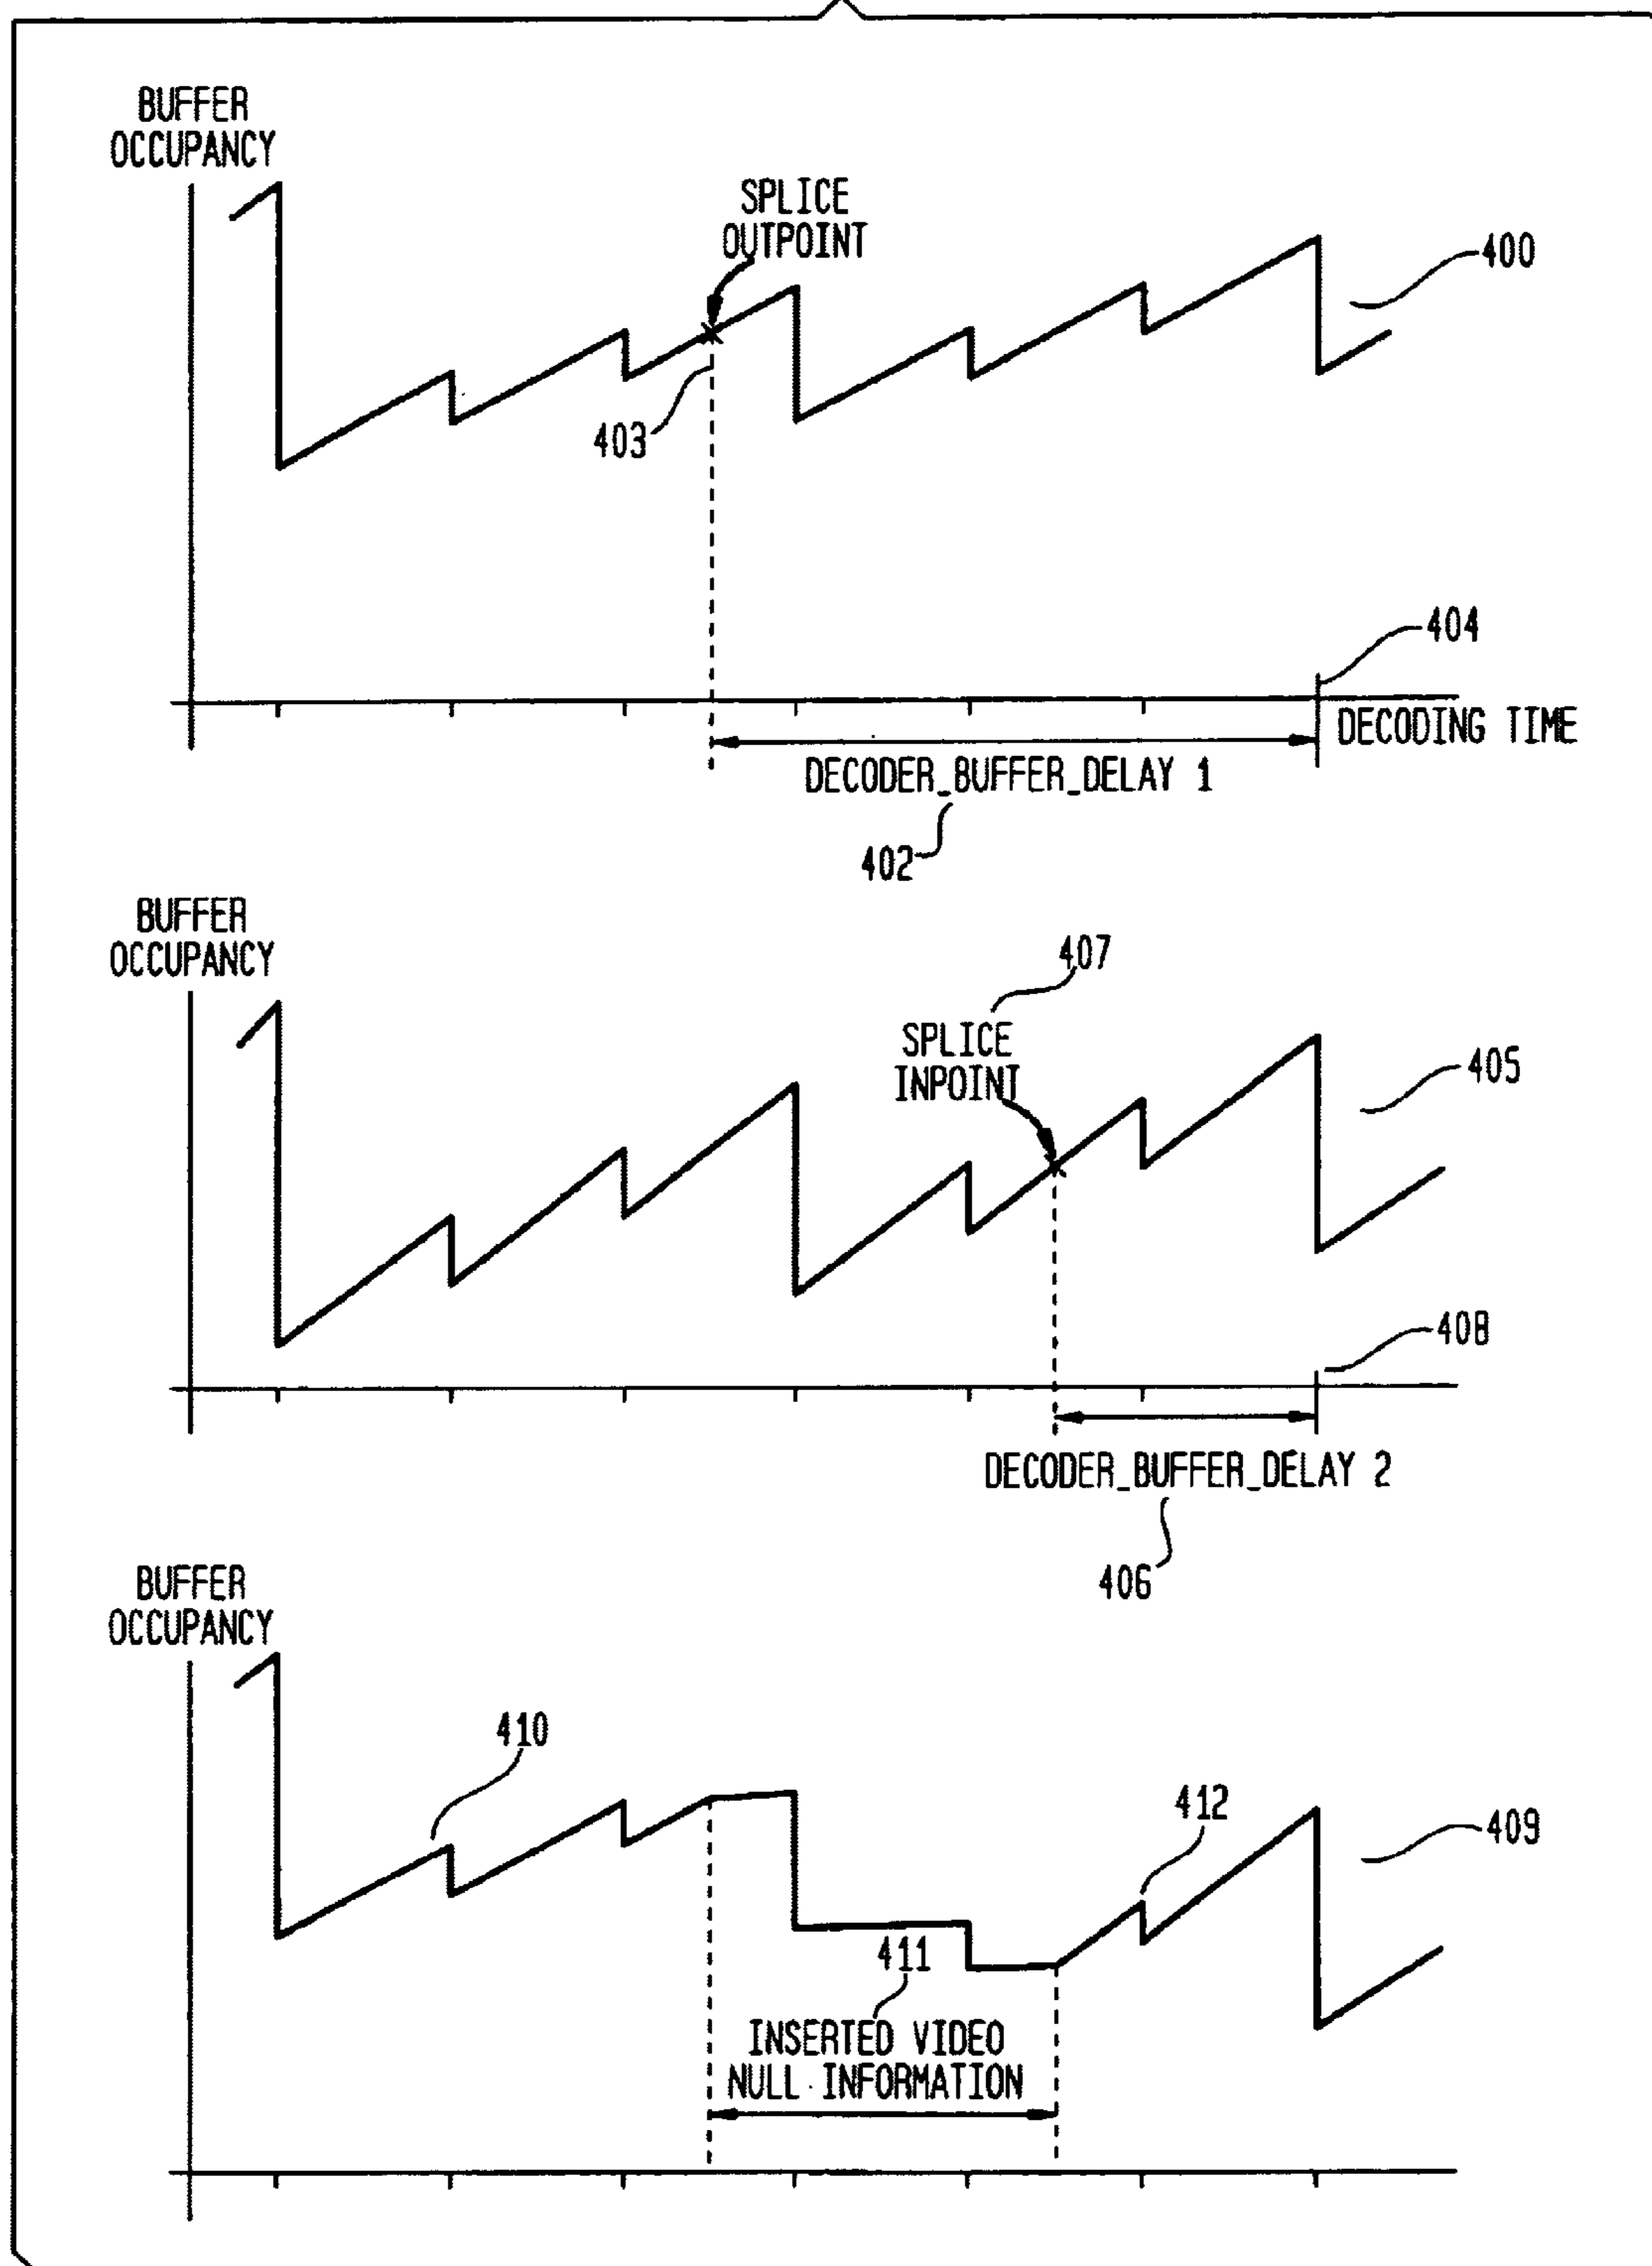 BUFFER
OCCUPANCY
SPLICE
OUTPOINT
400
403
404
DECODING TIME
DECODER_BUFFER_DELAY 1
402
BUFFER
OCCUPANCY
407
SPLICE
INPOINT
405
408
DECODER_BUFFER_DELAY 2
406
BUFFER
OCCUPANCY
410
412
409
411
INSERTED VIDEO
NULL INFORMATION